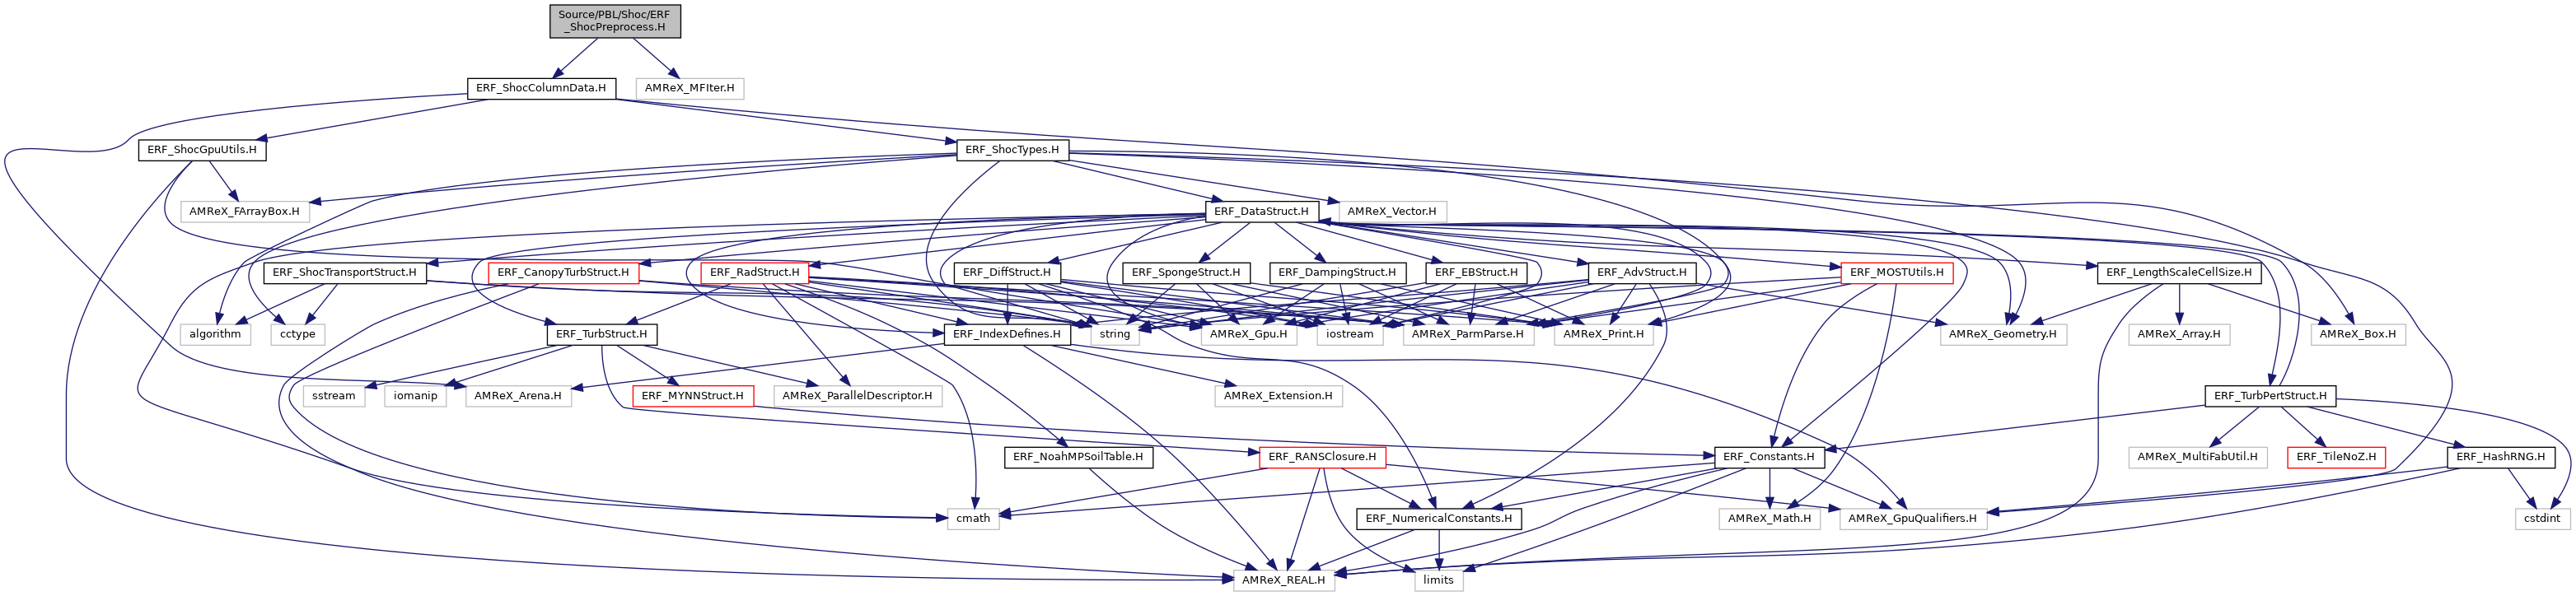 Source/PBL/Shoc/ERF
_ShocPreprocess.H
ERF_ShocColumnData.H
AMReX_MFIter.H
ERF_ShocGpuUtils.H
ERF_ShocTypes.H
AMReX_FArrayBox.H
ERF_DataStruct.H
AMReX_Vector.H
ERF_ShocTransportStruct.H
ERF_CanopyTurbStruct.H
ERF_RadStruct.H
ERF_DiffStruct.H
ERF_SpongeStruct.H
ERF_DampingStruct.H
ERF_EBStruct.H
ERF_AdvStruct.H
ERF_MOSTUtils.H
ERF_LengthScaleCellSize.H
algorithm
cctype
ERF_TurbStruct.H
ERF_IndexDefines.H
string
AMReX_Gpu.H
iostream
AMReX_ParmParse.H
AMReX_Print.H
AMReX_Geometry.H
AMReX_Array.H
AMReX_Box.H
sstream
iomanip
AMReX_Arena.H
ERF_MYNNStruct.H
AMReX_ParallelDescriptor.H
AMReX_Extension.H
ERF_TurbPertStruct.H
ERF_NoahMPSoilTable.H
ERF_RANSClosure.H
ERF_Constants.H
AMReX_MultiFabUtil.H
ERF_TileNoZ.H
ERF_HashRNG.H
cmath
ERF_NumericalConstants.H
AMReX_Math.H
AMReX_GpuQualifiers.H
cstdint
AMReX_REAL.H
limits